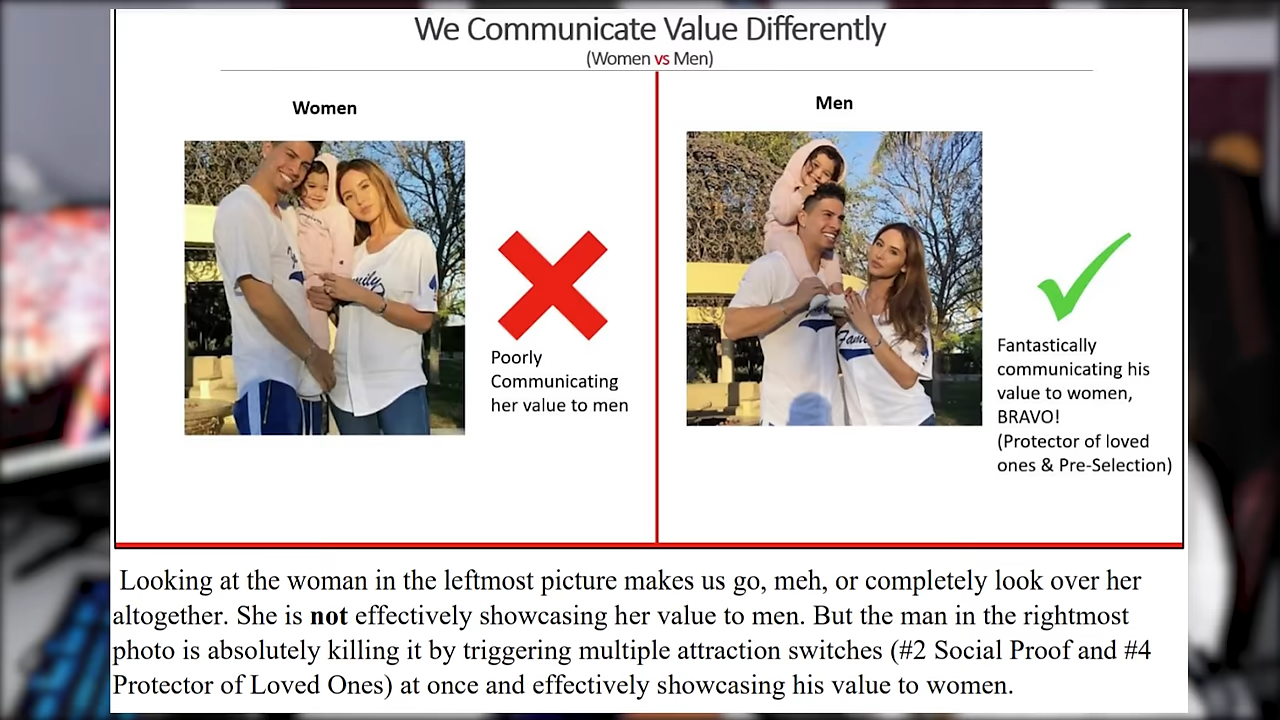 We Communicate Value Differently
(Women vs Men)
Women
Men
Family
Poorly
Communicating
her value to men
Fantastically
communicating his
value to women,
BRAVO!
(Protector of loved
ones & Pre-Selection)
Looking at the woman in the leftmost picture makes us go, meh, or completely look over her
altogether. She is not effectively showcasing her value to men. But the man in the rightmost
photo is absolutely killing it by triggering multiple attraction switches (#2 Social Proof and #4
Protector of Loved Ones) at once and effectively showcasing his value to women.